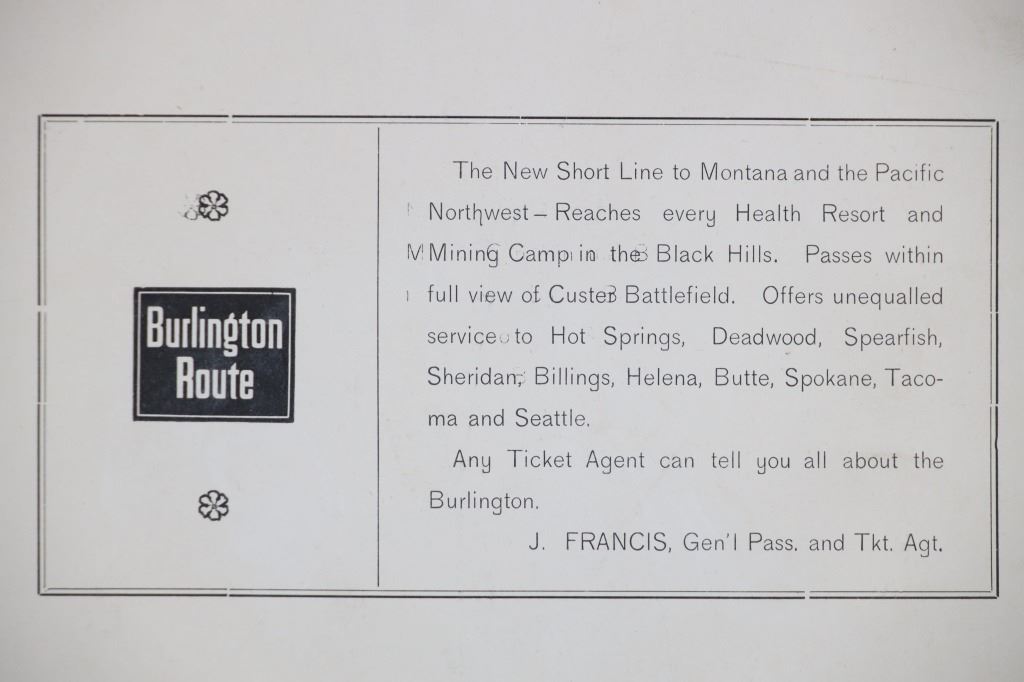 Burlington
Route
The New Short Line to Montana and the Pacific
Northwest – Reaches every Health Resort and
Mining Camp in the Black Hills. Passes within
full view of Custer Battlefield. Offers unequalled
service to Hot Springs, Deadwood, Spearfish,
Sheridan, Billings, Helena, Butte, Spokane, Taco-
ma and Seattle.
Any Ticket Agent can tell you all about the
Burlington.
J. FRANCIS, Gen'l Pass. and Tkt. Agt.